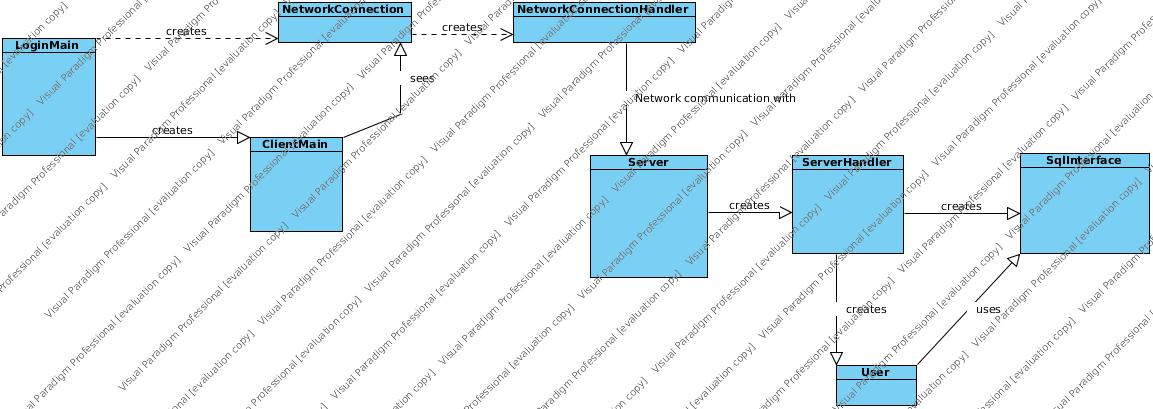 NetworkConnection
NetworkConnectionHandler
creates
creates
LoginMain
sees
Network communication with
creates
ClientMain
Server
ServerHandler
SqlInterface
creates
creates
creates
uses
User
Visual Paradigm Professional [evaluation copy]